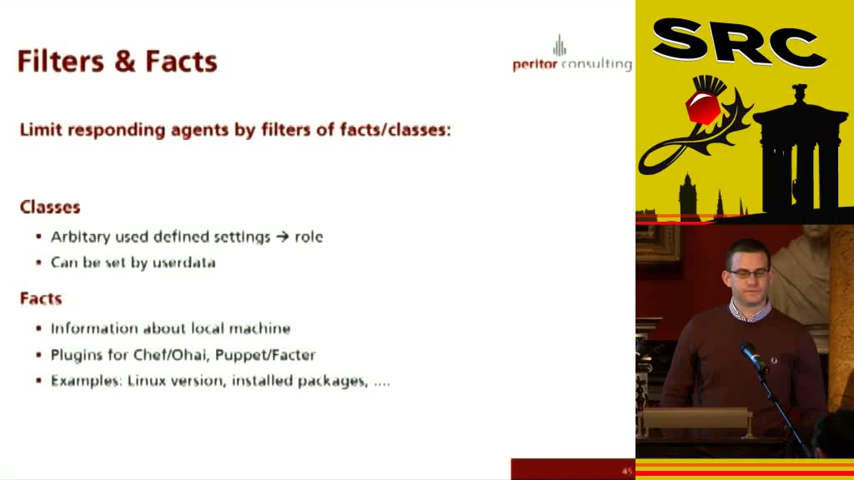 Filters & Facts
peritor consulting
Limit responding agents by filters of facts/classes:
Classes
▪ Arbitary used defined settings → role
▪ Can be set by userdata
Facts
▪ Information about local machine
▪ Plugins for Chef/Ohai, Puppet/Facter
▪ Examples: Linux version, installed packages, ....
45
SRC